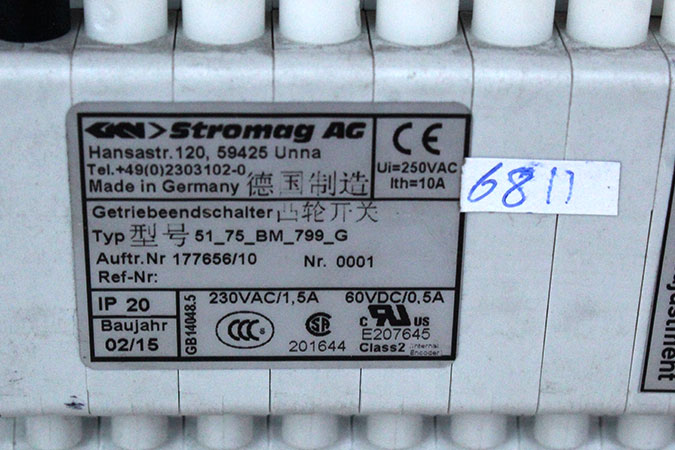 GKN Stromag AG
Hansastr.120, 59425 Unna
Tel.+49(0)2303102-0
Made in Germany 德国制造
CE
Ui=250VAC
Ith=10A
6811
Getriebeendschalter 凸轮开关
Typ 型号 51_75_BM_799_G
Auftr.Nr 177656/10 Nr. 0001
Ref-Nr:
IP 20
Baujahr
02/15
GB14048.5
230VAC/1,5A 60VDC/0,5A
CCC
SA
201644
c RU US
E207645
Class2
Internal
Encoder
justment